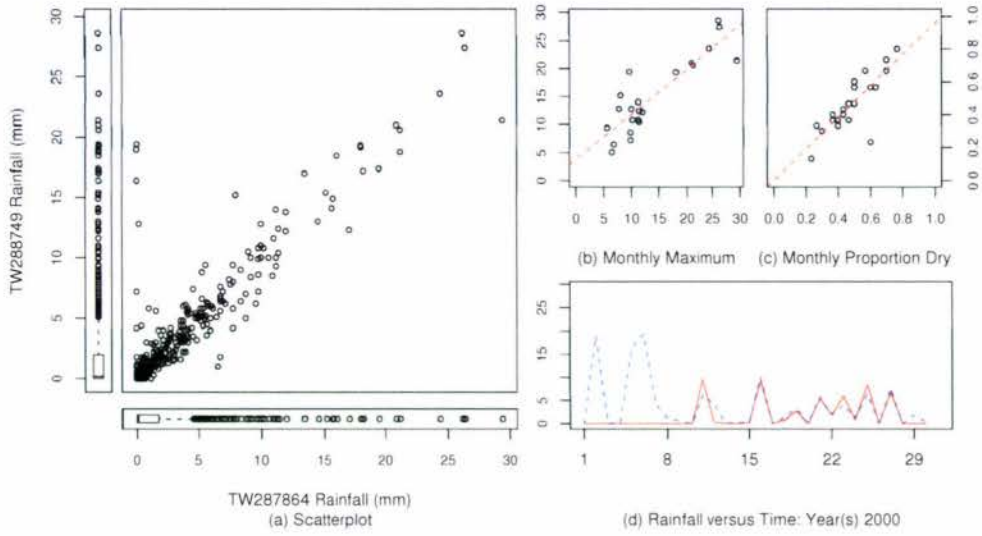 TW288749 Rainfall (mm)
0 5 10 15 20 25 30
0 5 10 15 20 25 30
TW287864 Rainfall (mm)
(a) Scatterplot
0 5 10 15 20 25 30
0 5 10 15 20 25 30
(b) Monthly Maximum
0.0 0.2 0.4 0.6 0.8 1.0
0.0 0.2 0.4 0.6 0.8 1.0
(c) Monthly Proportion Dry
0 5 15 25
1 8 15 22 29
(d) Rainfall versus Time: Year(s) 2000